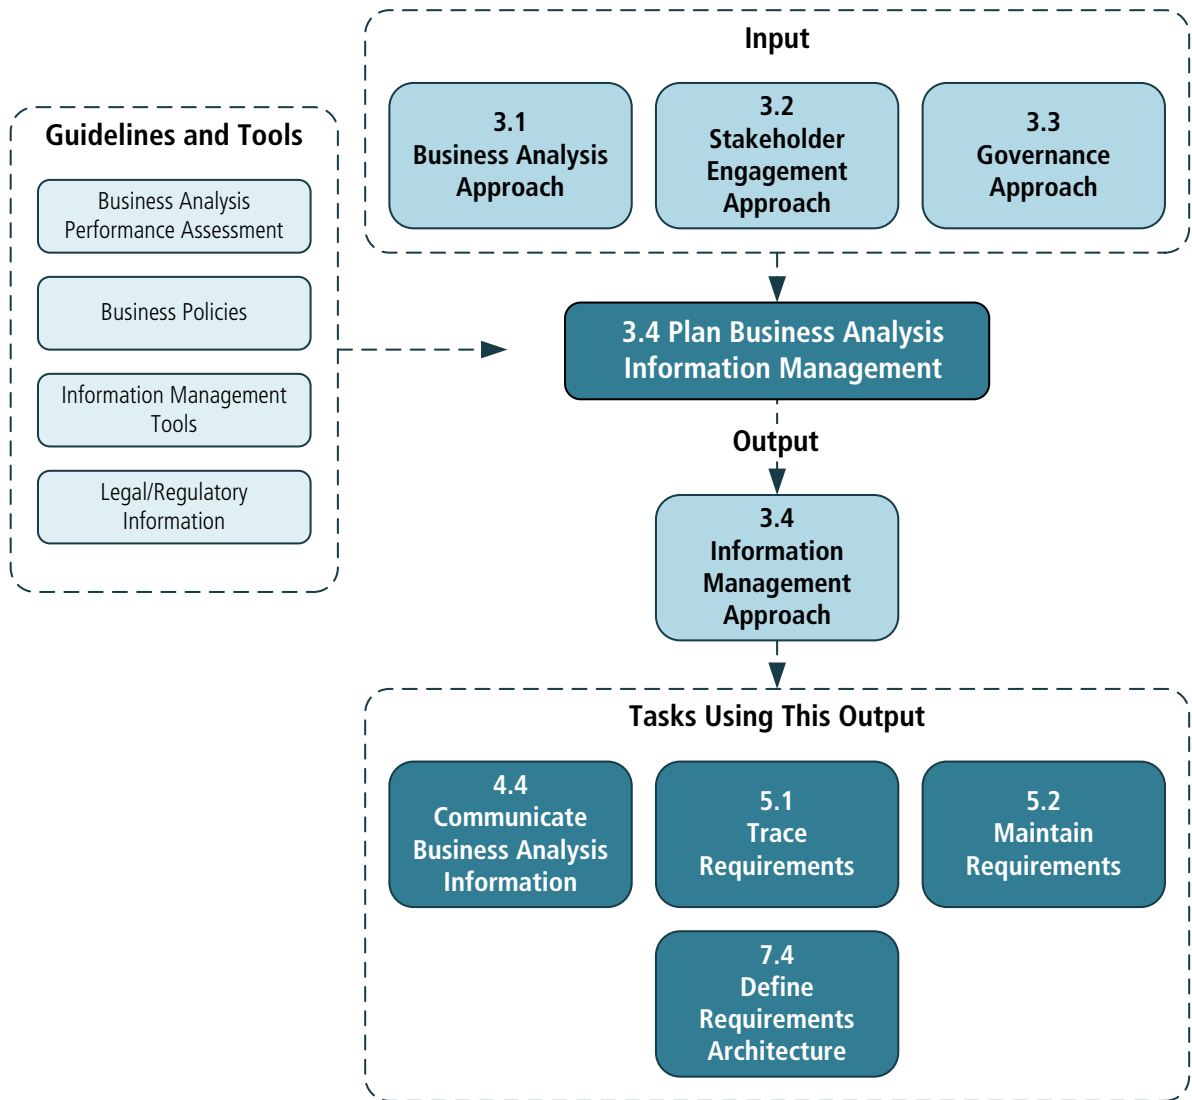 Input
3.1
Business Analysis
Approach
3.2
Stakeholder
Engagement
Approach
3.3
Governance
Approach
Guidelines and Tools
Business Analysis
Performance Assessment
Business Policies
Information Management
Tools
Legal/Regulatory
Information
3.4 Plan Business Analysis
Information Management
Output
3.4
Information
Management
Approach
Tasks Using This Output
4.4
Communicate
Business Analysis
Information
5.1
Trace
Requirements
5.2
Maintain
Requirements
7.4
Define
Requirements
Architecture